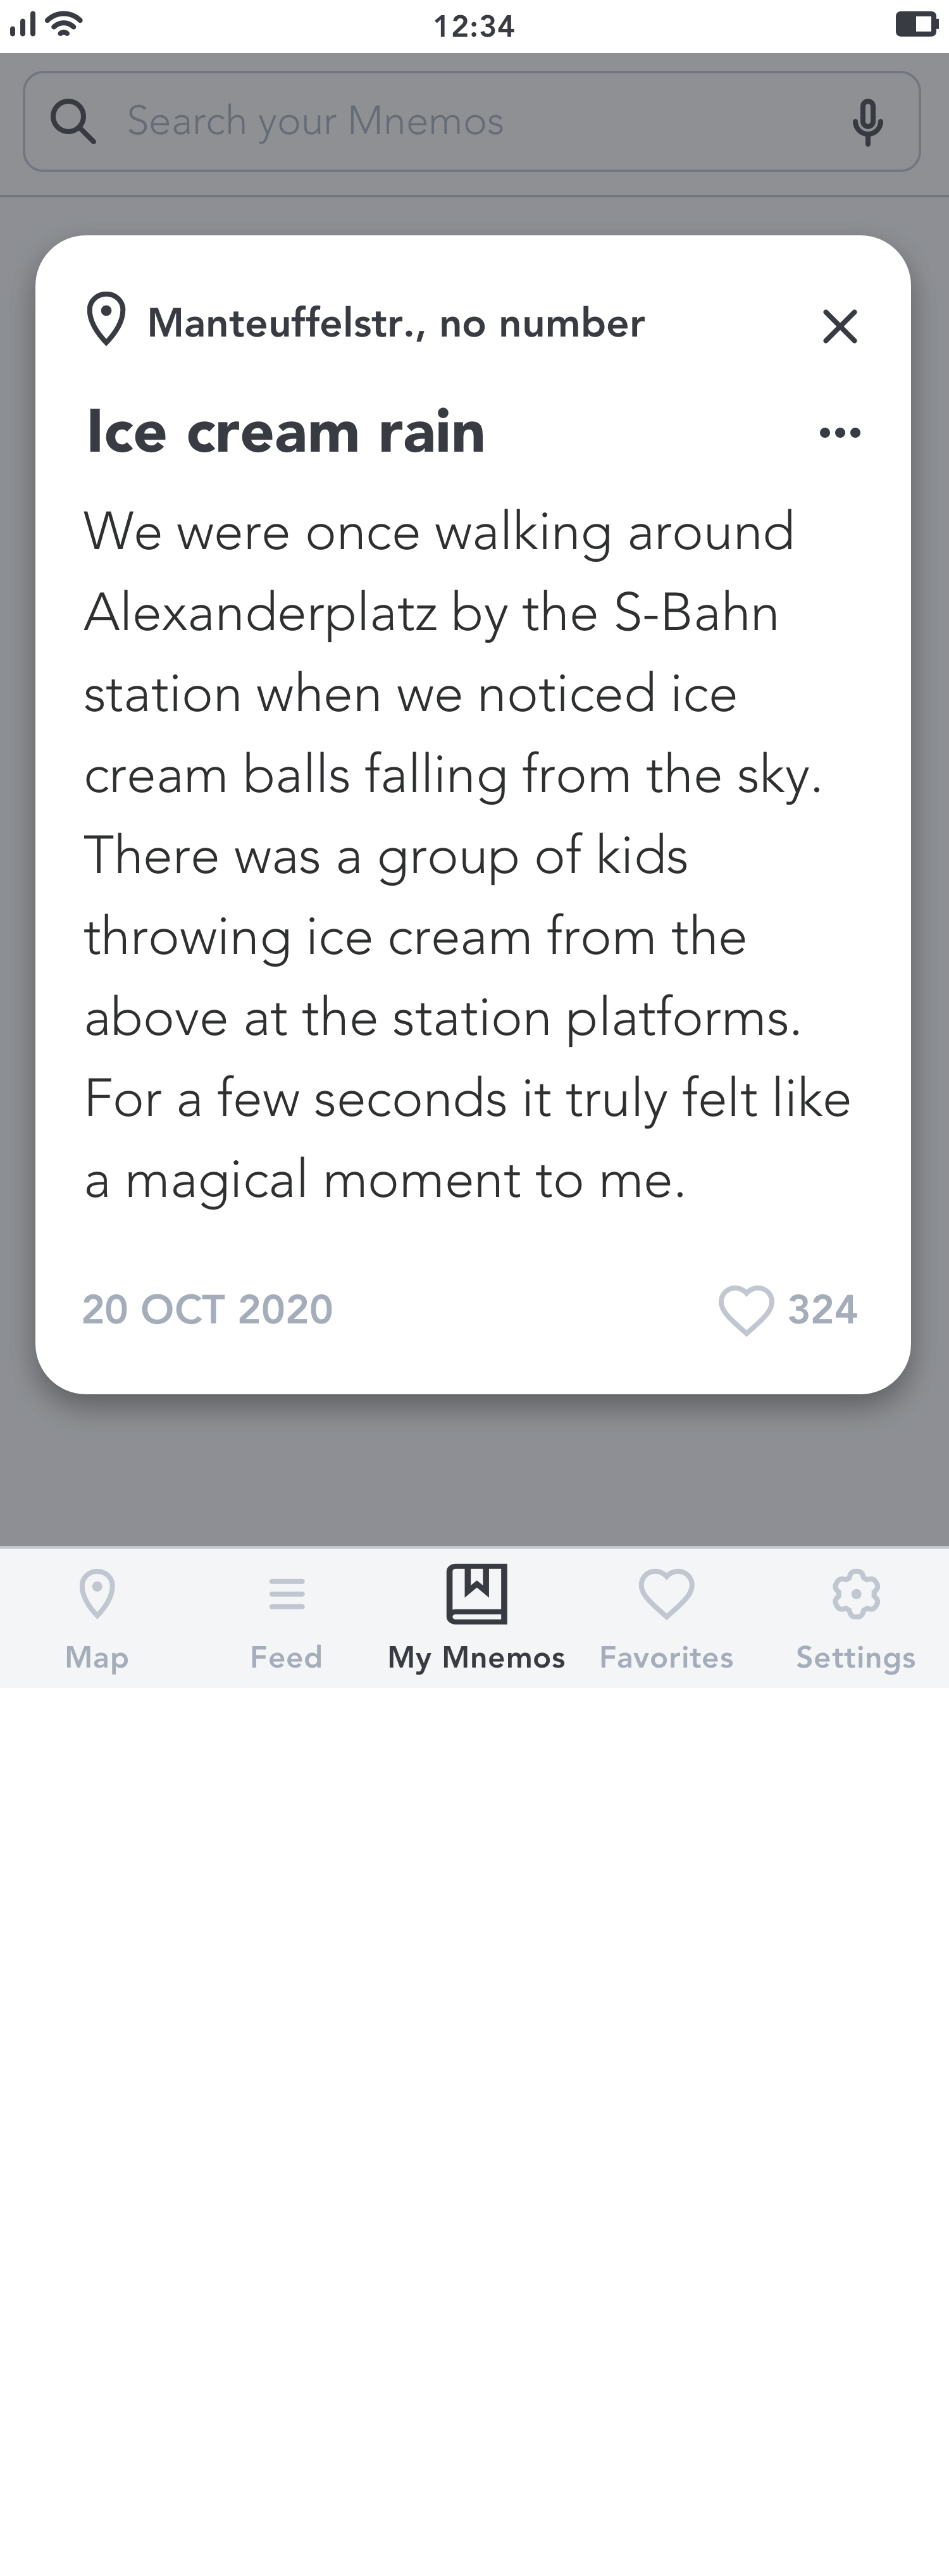 12:34
Search your Mnemos
Manteuffelstr., no number
Ice cream rain
We were once walking around
Alexanderplatz by the S-Bahn
station when we noticed ice
cream balls falling from the sky.
There was a group of kids
throwing ice cream from the
above at the station platforms.
For a few seconds it truly felt like
a magical moment to me.
20 OCT 2020 324
Map Feed My Mnemos Favorites Settings